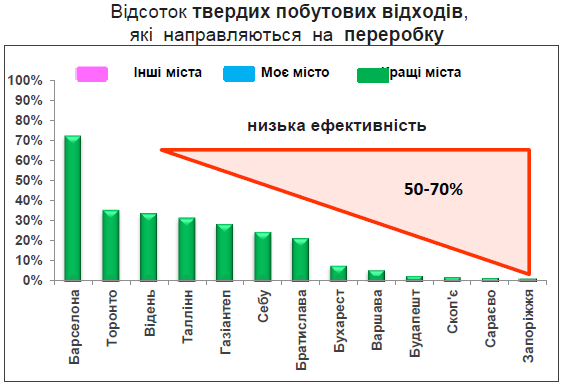 Відсоток твердих побутових відходів,
які направляються на переробку
Інші міста Моє місто Кращі міста
100%
90%
80%
70%
60%
50%
40%
30%
20%
10%
0%
низька ефективність
50-70%
Барселона
Торонто
Відень
Таллінн
Газіантеп
Себу
Братислава
Бухарест
Варшава
Будапешт
Скоп'є
Сараєво
Запоріжжя